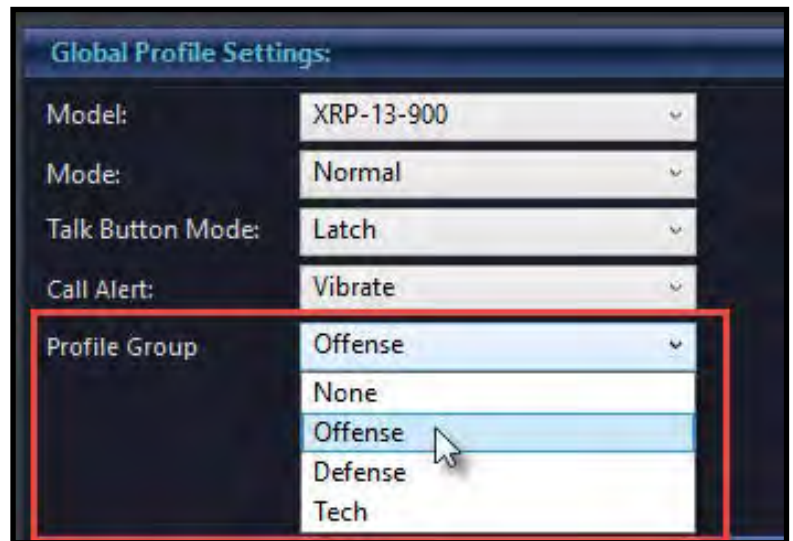 Global Profile Settings:
Model: XRP-13-900
Mode: Normal
Talk Button Mode: Latch
Call Alert: Vibrate
Profile Group Offense
None
Offense
Defense
Tech